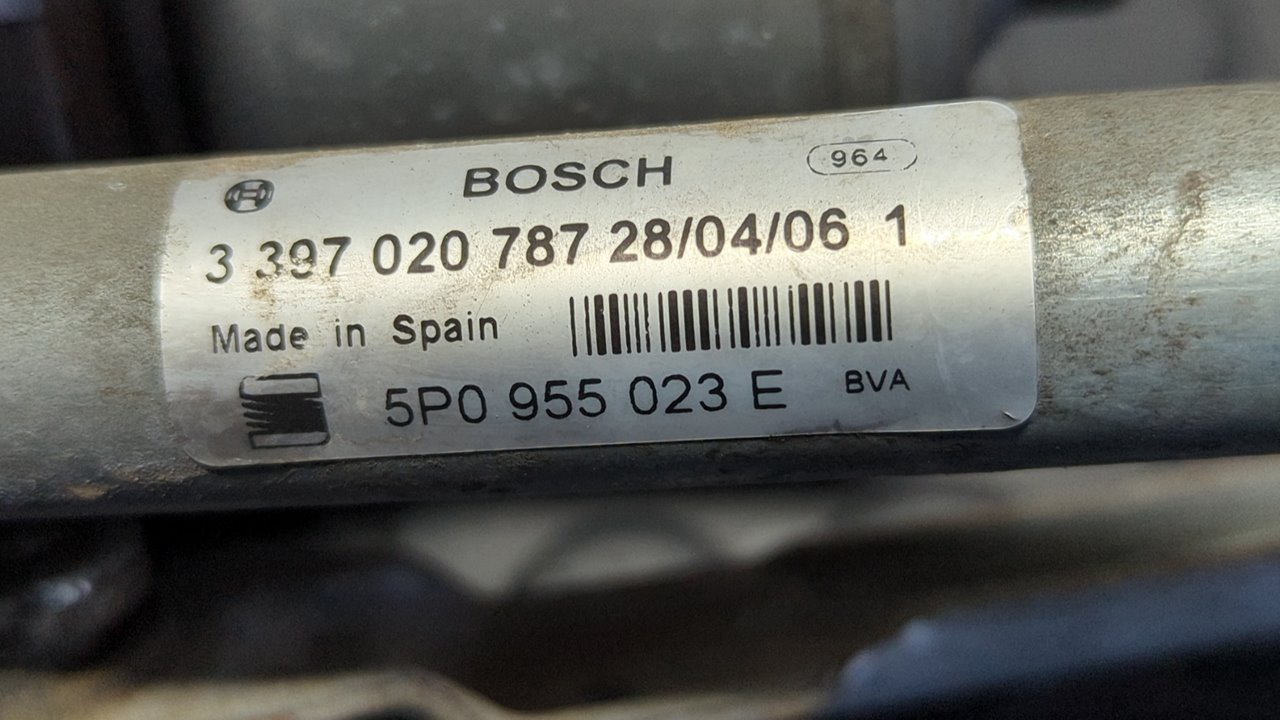 BOSCH 964
3 397 020 787 28/04/06 1
Made in Spain
5P0 955 023 E BVA